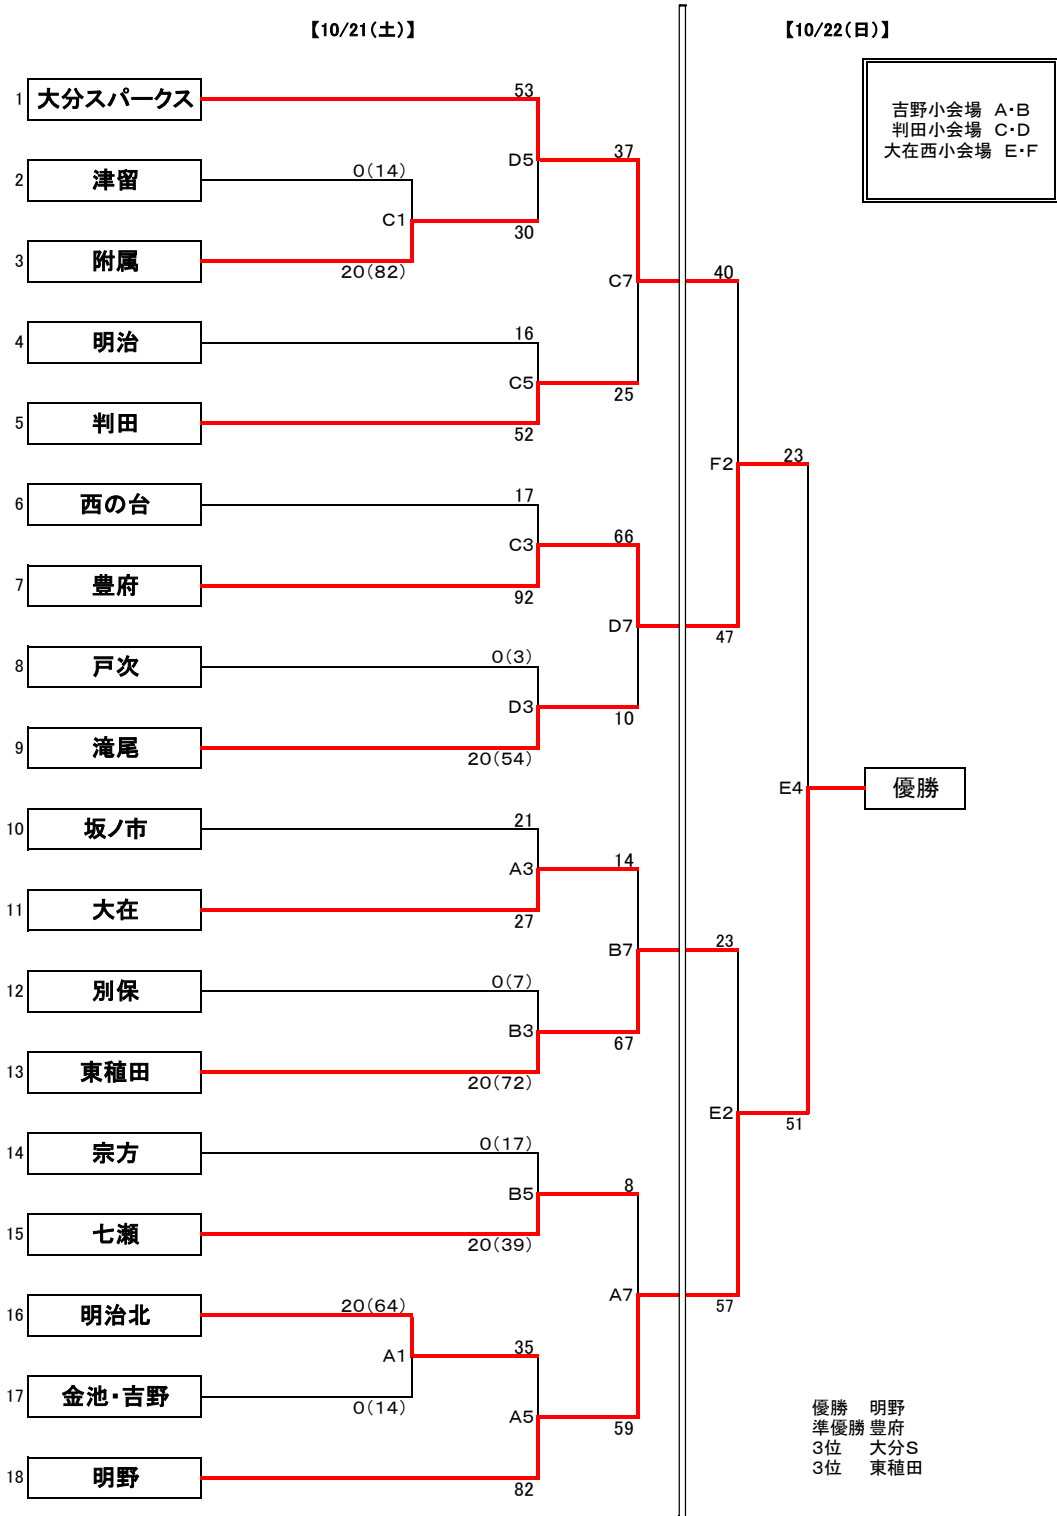 【10/21(土)】
【10/22(日)】
吉野小会場 A・B
判田小会場 C・D
大在西小会場 E・F
1 大分スパークス 53
D5 37
2 津留 0(14)
C1
30
3 附属 20(82)
C7 40
4 明治 16
C5 25
5 判田 52
F2 23
6 西の台 17
C3 66
7 豊府 92
D7 47
8 戸次 0(3)
D3 10
9 滝尾 20(54)
E4 優勝
10 坂ノ市 21
A3 14
11 大在 27
B7 23
12 別保 0(7)
B3 67
13 東稙田 20(72)
E2 51
14 宗方 0(17)
B5 8
15 七瀬 20(39)
A7 57
16 明治北 20(64)
A1 35
17 金池・吉野 0(14)
A5 59
18 明野 82
優勝 明野
準優勝 豊府
3位 大分S
3位 東稙田